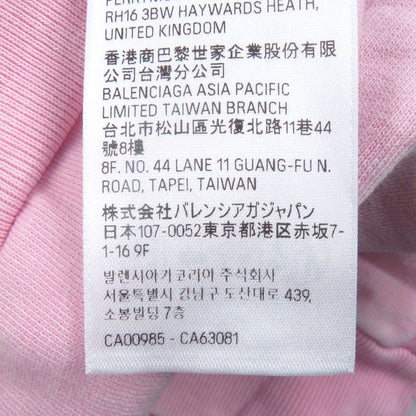 RH16 3BW HAYWARDS HEATH,
UNITED KINGDOM
香港商巴黎世家企業股份有限
公司台灣分公司
BALENCIAGA ASIA PACIFIC
LIMITED TAIWAN BRANCH
台北市松山區光復北路11巷44
號8樓
8F. NO. 44 LANE 11 GUANG-FU N.
ROAD, TAPEI, TAIWAN
株式会社バレンシアガジャパン
日本107-0052東京都港区赤坂7-
1-16 9F
발렌시아가코리아 주식회사
서울특별시 강남구 도산대로 439,
소봉빌딩 7층
CA00985 - CA63081